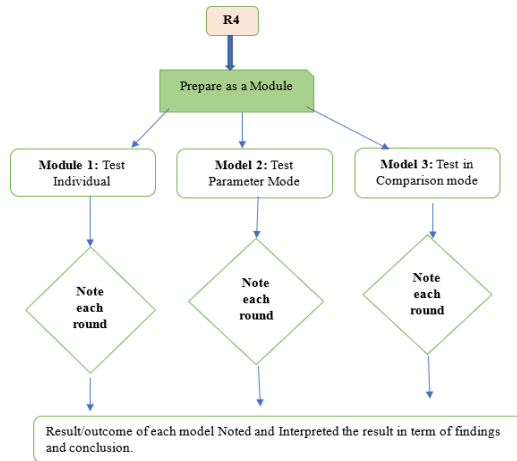 R4
Prepare as a Module
Module 1: Test
Individual
Model 2: Test
Parameter Mode
Model 3: Test in
Comparison mode
Note
each
round
Note
each
round
Note
each
round
Result/outcome of each model Noted and Interpreted the result in term of findings
and conclusion.